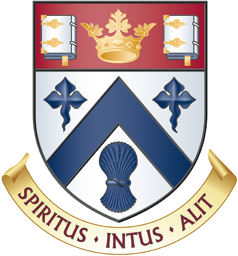 SPIRITUS · INTUS · ALIT